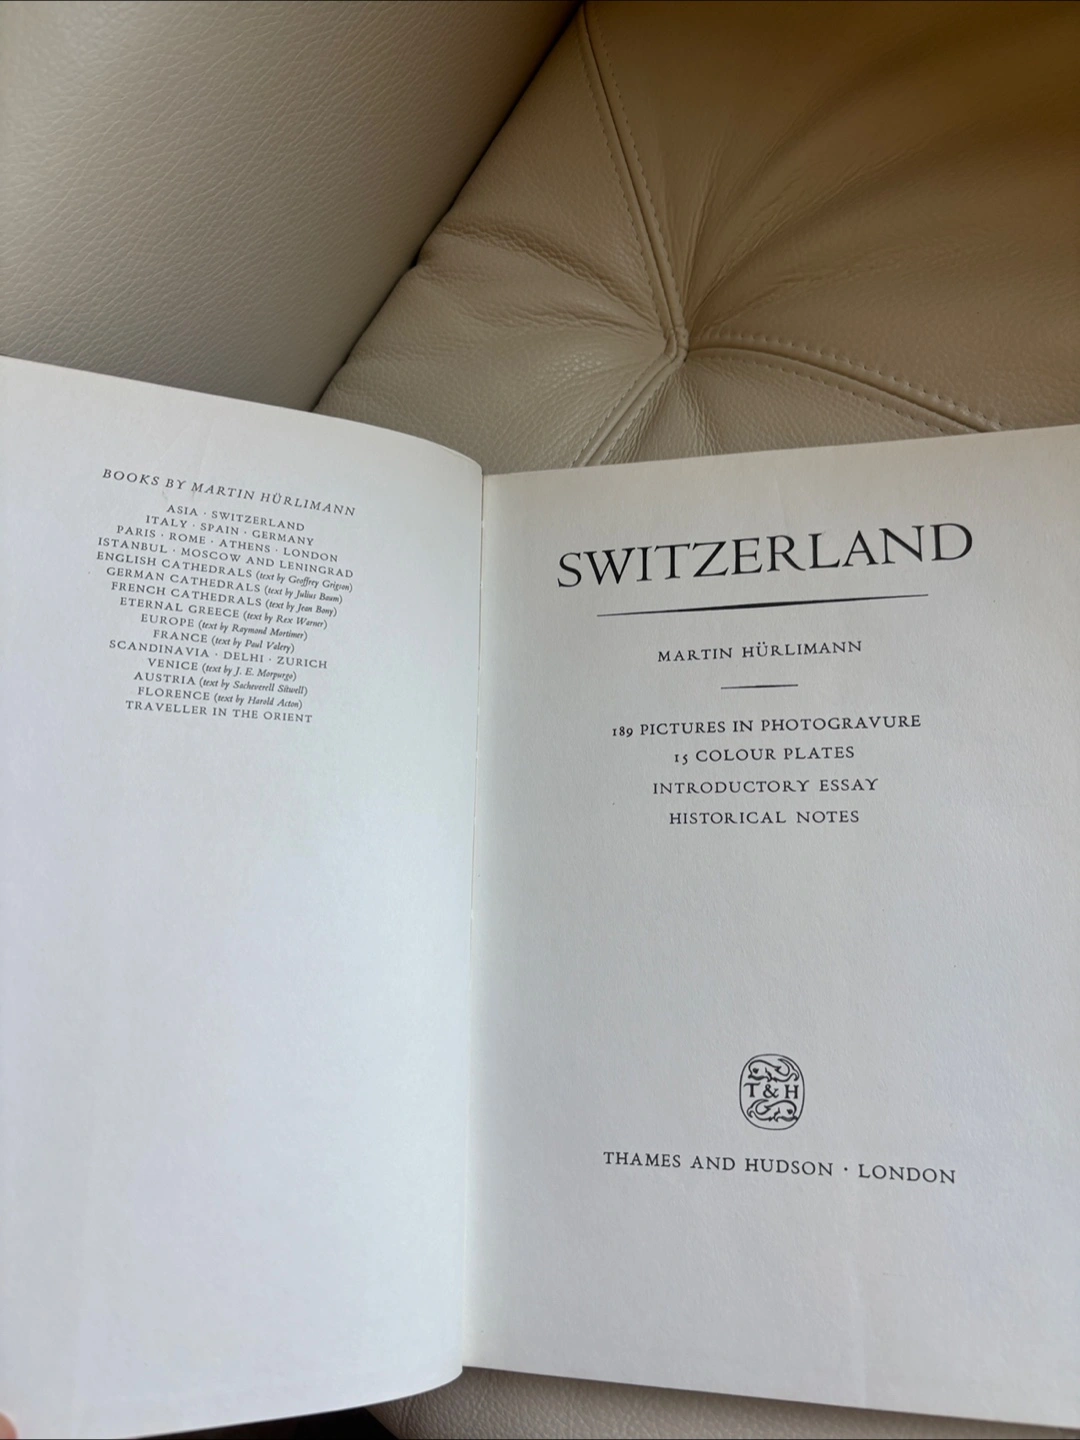 BOOKS BY MARTIN HÜRLIMANN
ASIA · SWITZERLAND
ITALY · SPAIN · GERMANY
PARIS · ROME · ATHENS · LONDON
ISTANBUL · MOSCOW AND LENINGRAD
ENGLISH CATHEDRALS (text by Geoffrey Grigson)
GERMAN CATHEDRALS (text by Julius Baum)
FRENCH CATHEDRALS (text by Jean Bony)
ETERNAL GREECE (text by Rex Warner)
EUROPE (text by Raymond Mortimer)
FRANCE (text by Paul Valery)
SCANDINAVIA · DELHI · ZURICH
VENICE (text by J. E. Morpurgo)
AUSTRIA (text by Sacheverell Sitwell)
FLORENCE (text by Harold Acton)
TRAVELLER IN THE ORIENT
SWITZERLAND
MARTIN HÜRLIMANN
189 PICTURES IN PHOTOGRAVURE
15 COLOUR PLATES
INTRODUCTORY ESSAY
HISTORICAL NOTES
T & H
THAMES AND HUDSON · LONDON